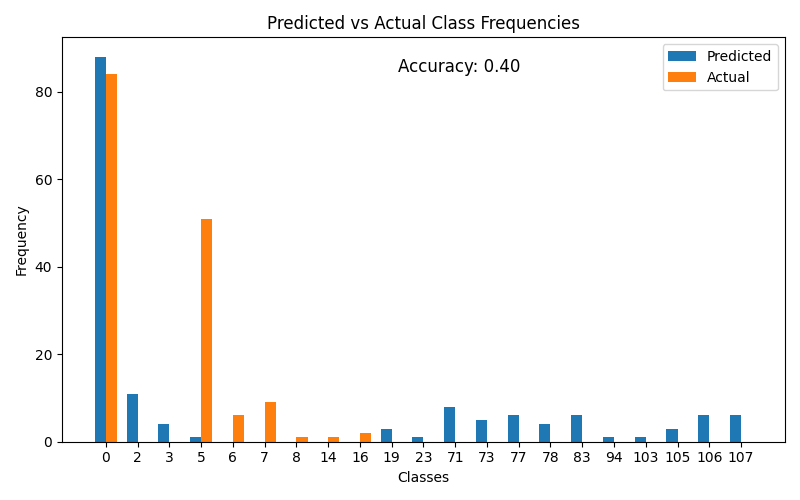 Predicted vs Actual Class Frequencies
Accuracy: 0.40
Predicted
Actual
Frequency
80
60
40
20
0
0 2 3 5 6 7 8 14 16 19 23 71 73 77 78 83 94 103 105 106 107
Classes